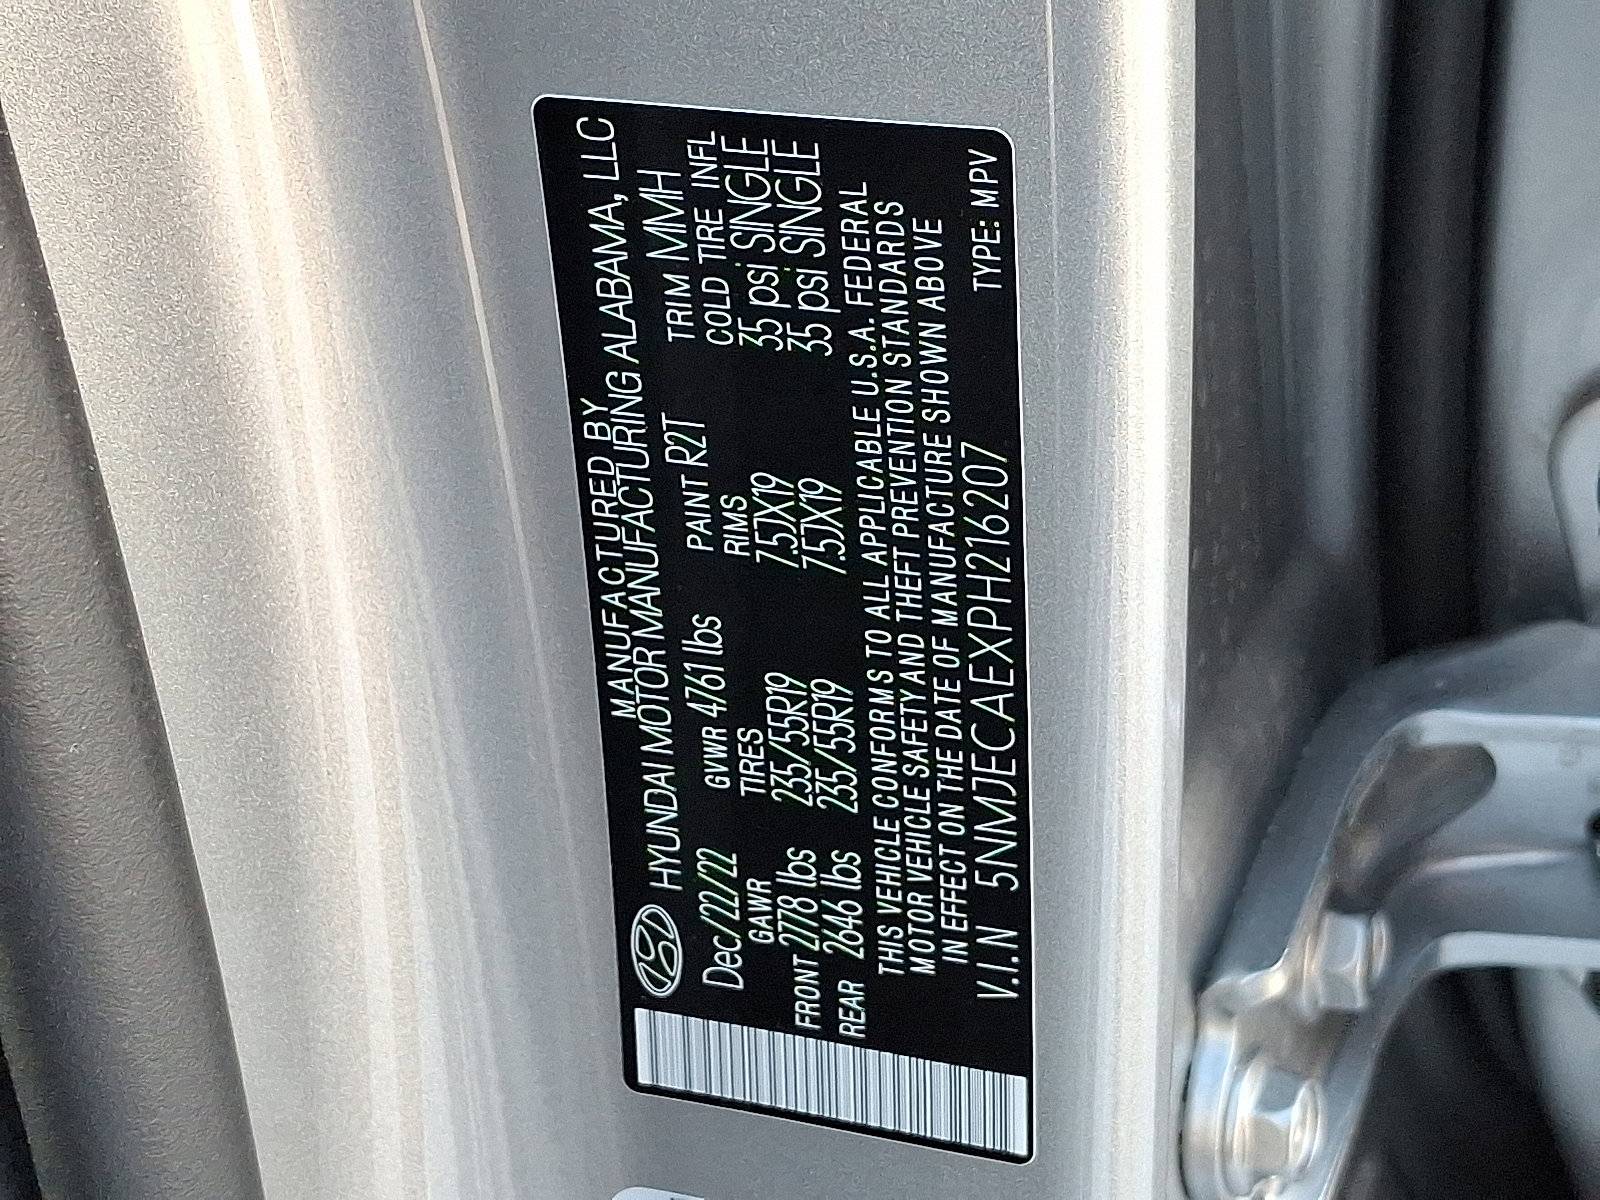 MANUFACTURED BY
HYUNDAI MOTOR MANUFACTURING ALABAMA, LLC
Dec/22/22 GVWR 4761 lbs PAINT R2T TRIM MMH
GAWR TIRES RIMS COLD TIRE INFL
FRONT 2778 lbs 235/55R19 7.5JX19 35 psi SINGLE
REAR 2646 lbs 235/55R19 7.5JX19 35 psi SINGLE
THIS VEHICLE CONFORMS TO ALL APPLICABLE U.S.A. FEDERAL
MOTOR VEHICLE SAFETY AND THEFT PREVENTION STANDARDS
IN EFFECT ON THE DATE OF MANUFACTURE SHOWN ABOVE
V.I.N 5NMJECAEXPH216207 TYPE: MPV